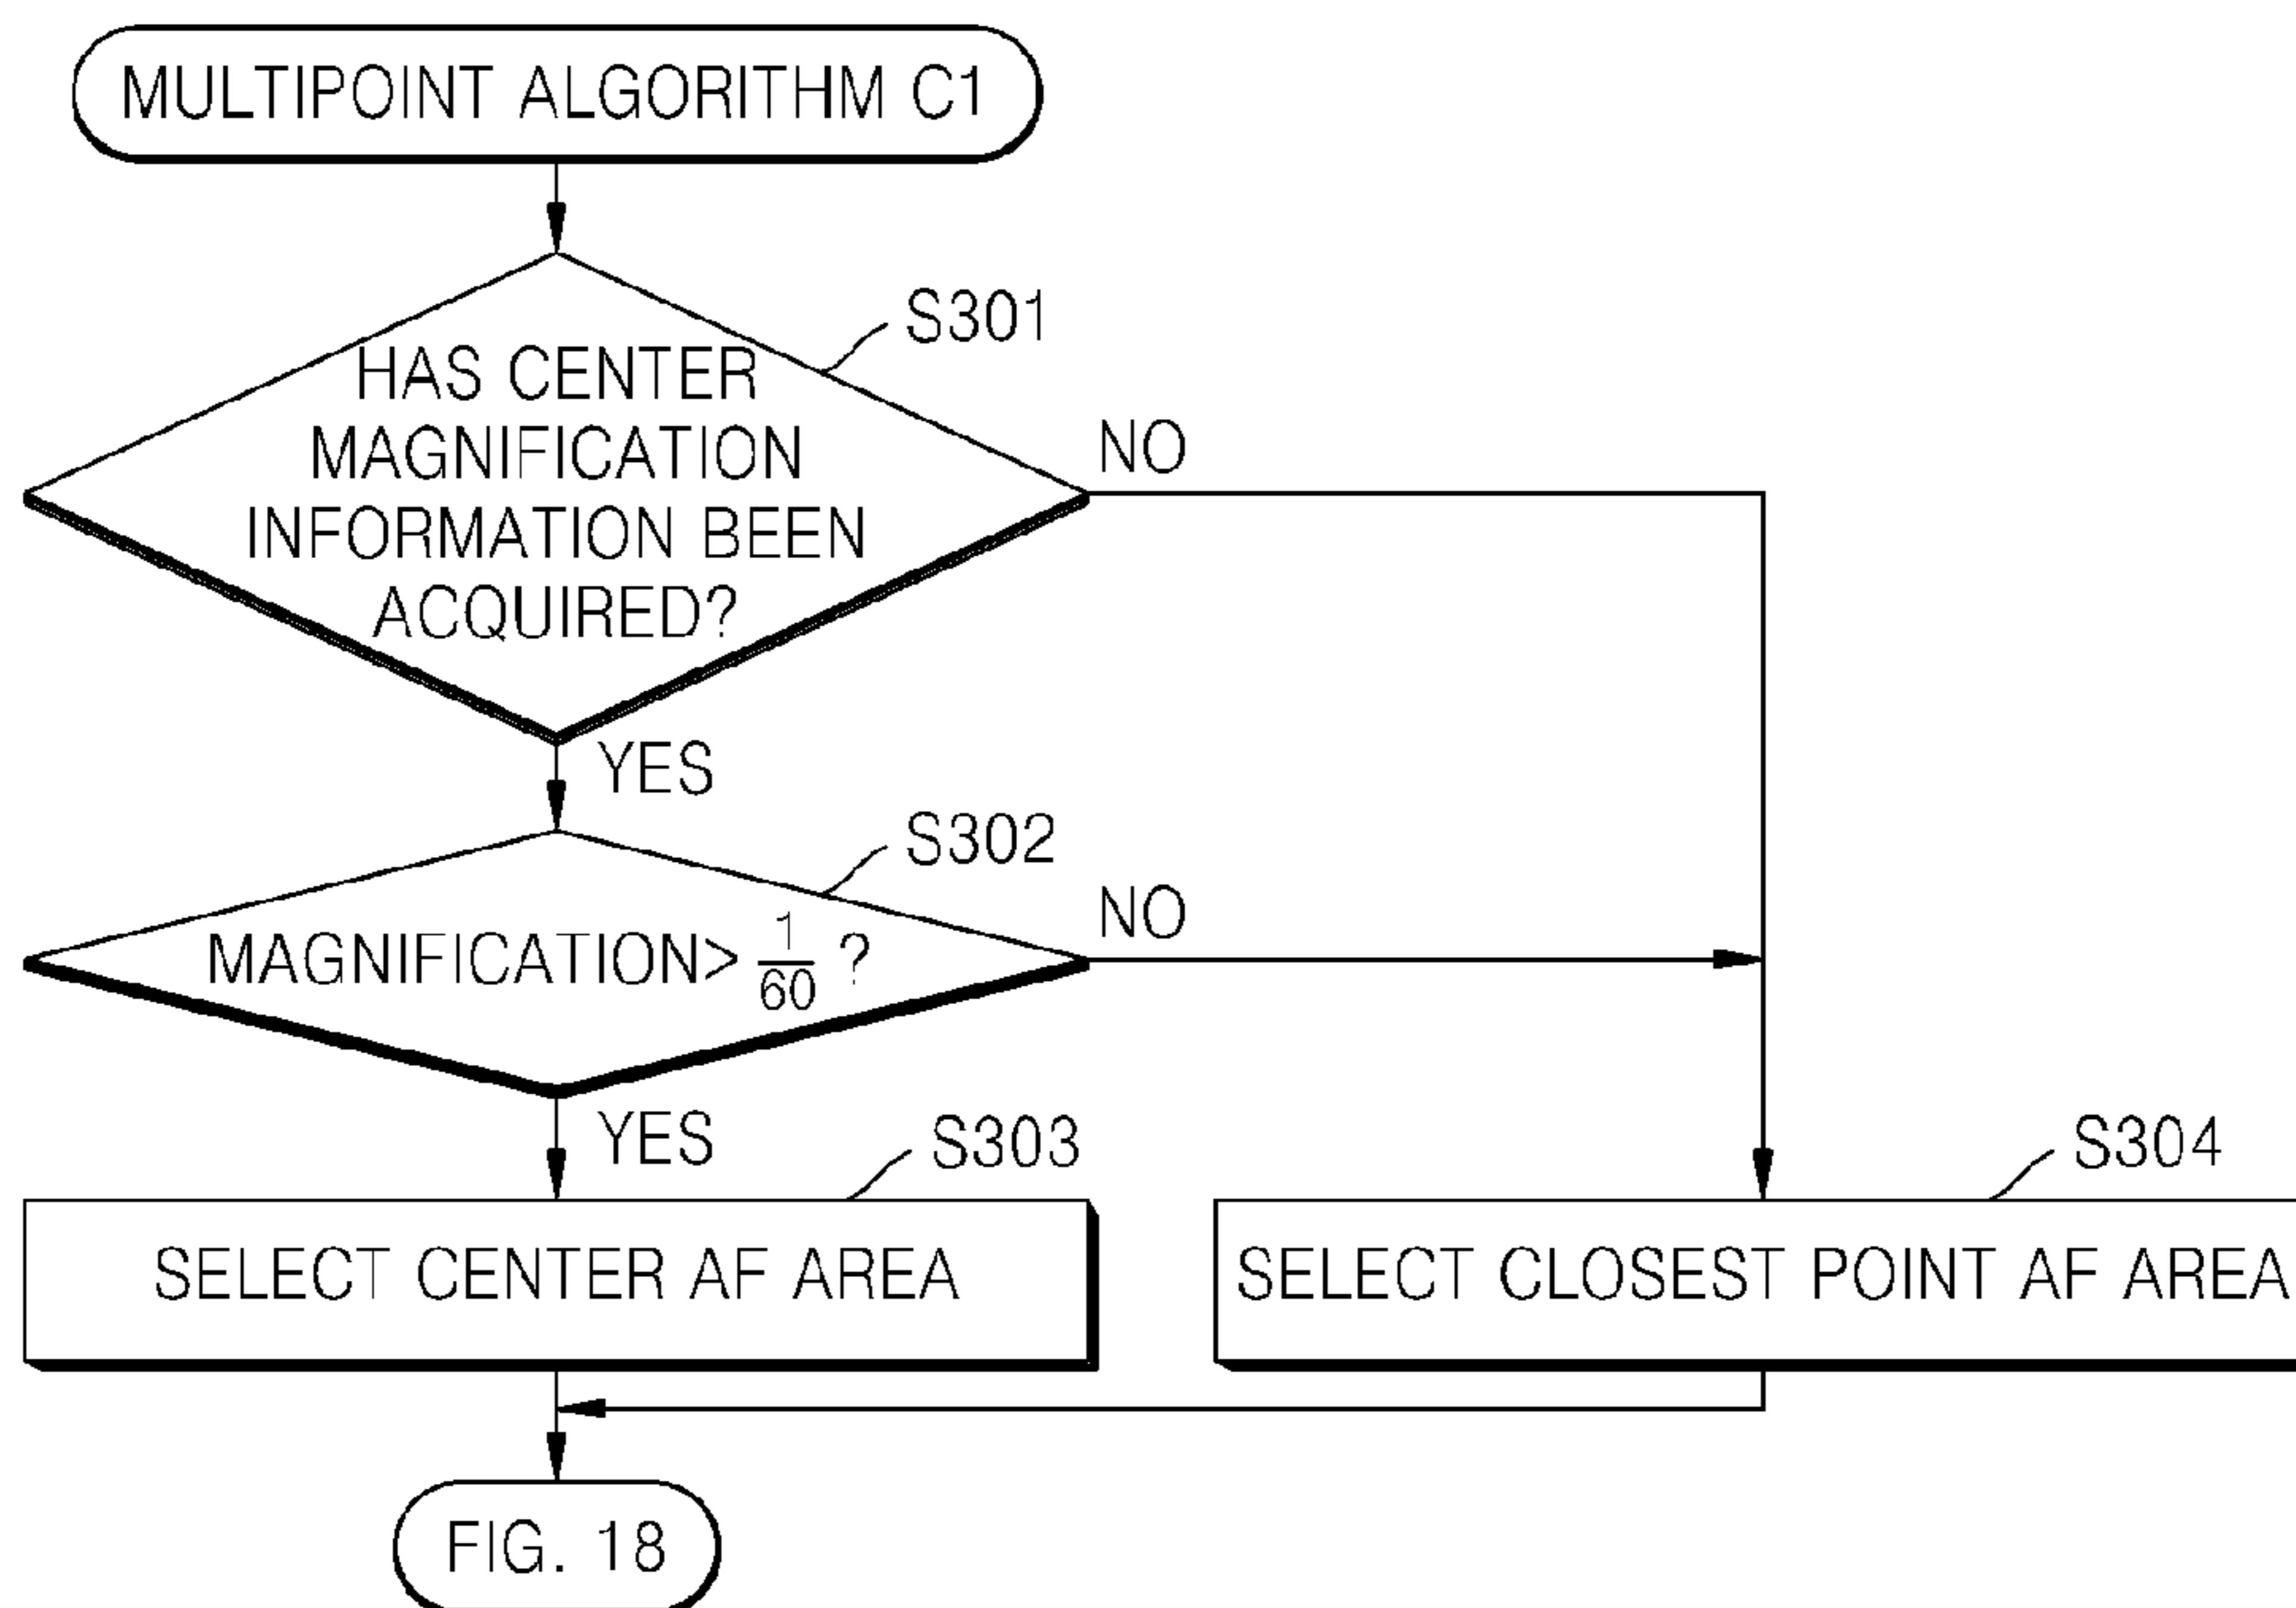 MULTIPOINT ALGORITHM C1
S301
HAS CENTER
MAGNIFICATION
INFORMATION BEEN
ACQUIRED?
NO
YES
S302
MAGNIFICATION> 1/60 ?
NO
YES
S303
SELECT CENTER AF AREA
S304
SELECT CLOSEST POINT AF AREA
FIG. 18